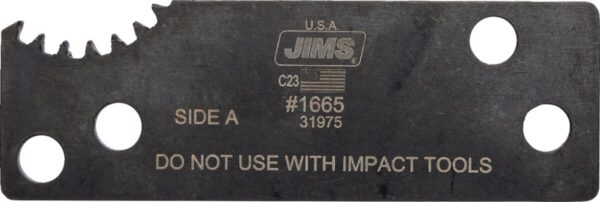 U.S.A
JIMS®
C23
#1665
31975
SIDE A
DO NOT USE WITH IMPACT TOOLS